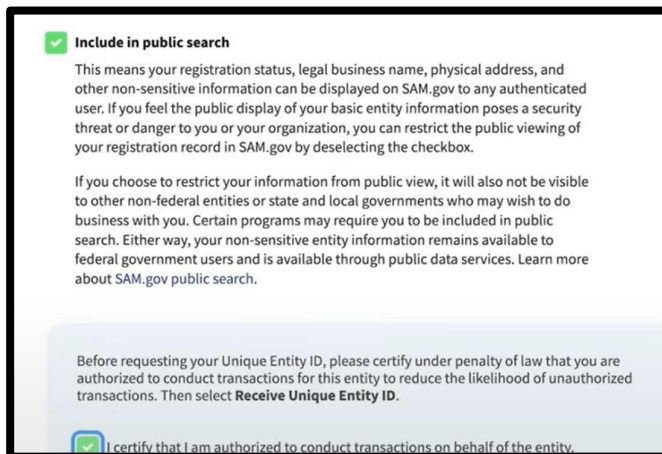 Include in public search
This means your registration status, legal business name, physical address, and
other non-sensitive information can be displayed on SAM.gov to any authenticated
user. If you feel the public display of your basic entity information poses a security
threat or danger to you or your organization, you can restrict the public viewing of
your registration record in SAM.gov by deselecting the checkbox.
If you choose to restrict your information from public view, it will also not be visible
to other non-federal entities or state and local governments who may wish to do
business with you. Certain programs may require you to be included in public
search. Either way, your non-sensitive entity information remains available to
federal government users and is available through public data services. Learn more
about SAM.gov public search.
Before requesting your Unique Entity ID, please certify under penalty of law that you are
authorized to conduct transactions for this entity to reduce the likelihood of unauthorized
transactions. Then select Receive Unique Entity ID.
I certify that I am authorized to conduct transactions on behalf of the entity.